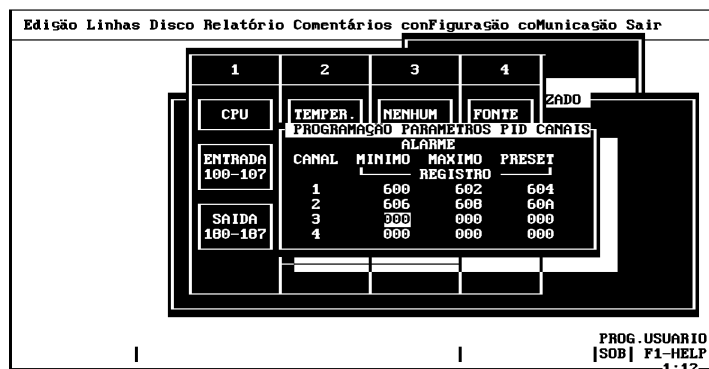 Edição Linhas Disco Relatório Comentários conFiguração coMunicação Sair
1 2 3 4
ZADO
CPU TEMPER. NENHUM FONTE
PROGRAMAÇÃO PARAMETROS PID CANAIS
ALARME
ENTRADA
100-107
CANAL MINIMO MAXIMO PRESET
REGISTRO
1 600 602 604
2 606 608 60A
SAIDA
180-187
3 000 000 000
4 000 000 000
PROG.USUARIO
SOB F1-HELP
1:12